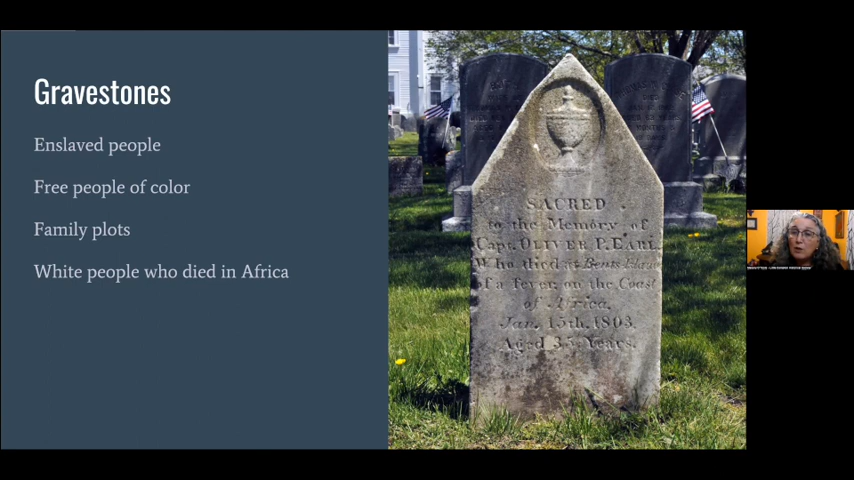 Gravestones
Enslaved people
Free people of color
Family plots
White people who died in Africa
SACRED
to the Memory of
Capt. OLIVER P. EARL.
Who died at Bents
of a fever, on the Coast
of Africa.
Jan. 15th, 1803.
Aged 35 Years.